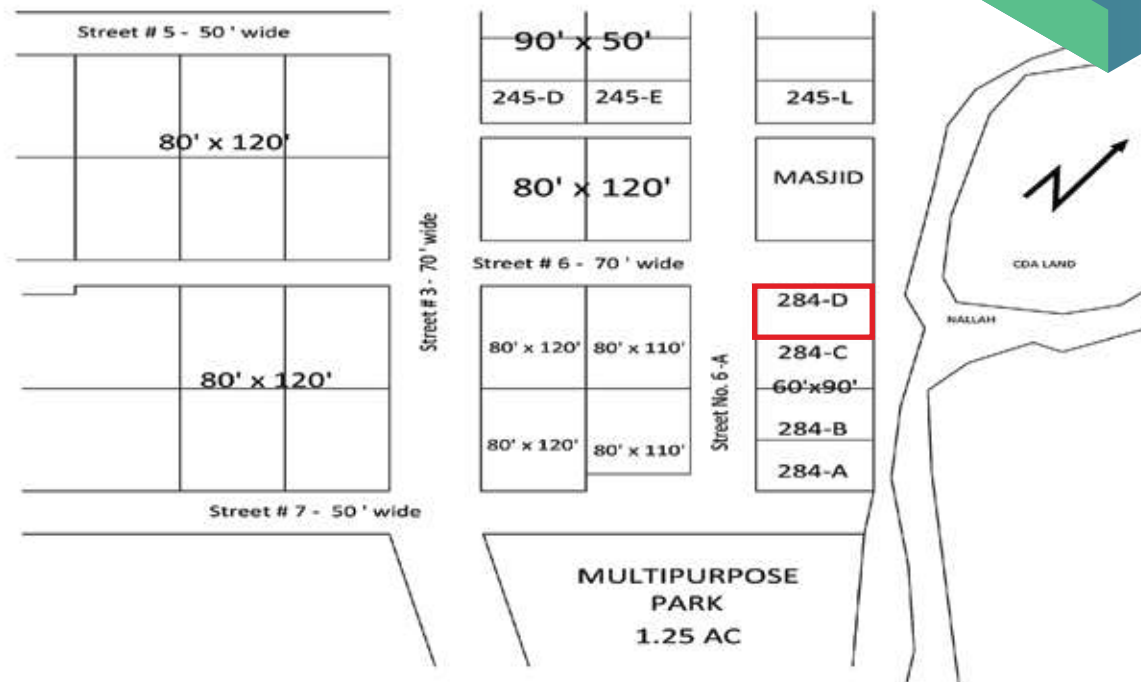 Street # 5 - 50 ' wide
90' x 50'
245-D 245-E 245-L
80' x 120'
80' x 120'
MASJID
Street # 3 - 70 ' wide
Street # 6 - 70 ' wide
CDA LAND
NALLAH
284-D
80' x 120' 80' x 110'
284-C
80' x 120'
60'x90'
Street No. 6 -A
284-B
80' x 120' 80' x 110'
284-A
Street # 7 - 50 ' wide
MULTIPURPOSE
PARK
1.25 AC